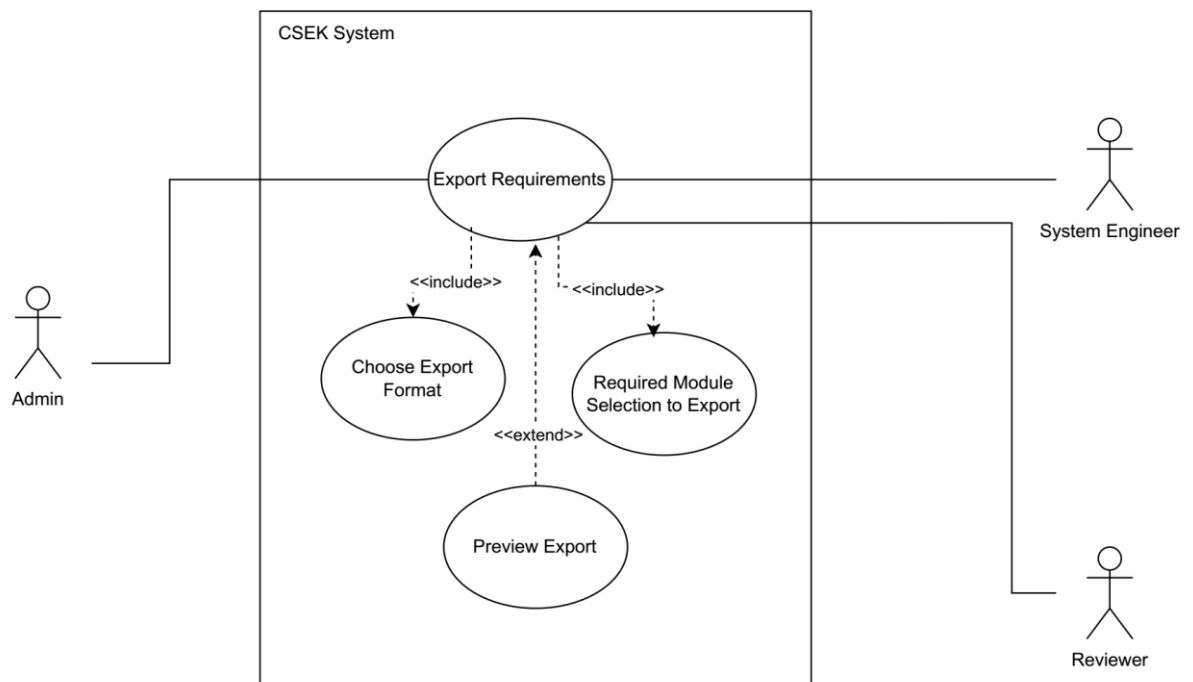 CSEK System
Export Requirements
System Engineer
<<include>>
<<include>>
Choose Export
Format
Required Module
Selection to Export
Admin
<<extend>>
Preview Export
Reviewer